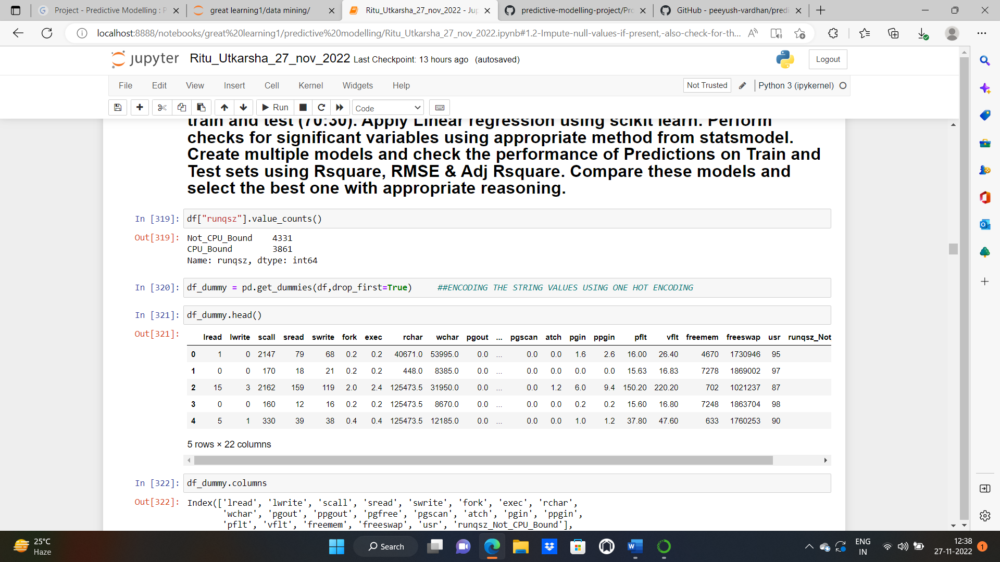 Project - Predictive Modelling : P
great learning1/data mining/
Ritu_Utkarsha_27_nov_2022 - Jup
predictive-modelling-project/Pro
GitHub - peeyush-vardhan/predi
localhost:8888/notebooks/great%20learning1/predictive%20modelling/Ritu_Utkarsha_27_nov_2022.ipynb#1.2-Impute-null-values-if-present,-also-check-for-th...
jupyter Ritu_Utkarsha_27_nov_2022 Last Checkpoint: 13 hours ago (autosaved)
Logout
File Edit View Insert Cell Kernel Widgets Help
Not Trusted
Python 3 (ipykernel)
Run
Code
train and test (70:30). Apply Linear regression using scikit learn. Perform
checks for significant variables using appropriate method from statsmodel.
Create multiple models and check the performance of Predictions on Train and
Test sets using Rsquare, RMSE & Adj Rsquare. Compare these models and
select the best one with appropriate reasoning.
In [319]: df["runqsz"].value_counts()
Out[319]: Not_CPU_Bound 4331
CPU_Bound 3861
Name: runqsz, dtype: int64
In [320]: df_dummy = pd.get_dummies(df,drop_first=True) ##ENCODING THE STRING VALUES USING ONE HOT ENCODING
In [321]: df_dummy.head()
Out[321]:
lread lwrite scall sread swrite fork exec rchar wchar pgout ... pgscan atch pgin ppgin pflt vflt freemem freeswap usr runqsz_Not
0 1 0 2147 79 68 0.2 0.2 40671.0 53995.0 0.0 ... 0.0 0.0 1.6 2.6 16.00 26.40 4670 1730946 95
1 0 0 170 18 21 0.2 0.2 448.0 8385.0 0.0 ... 0.0 0.0 0.0 0.0 15.63 16.83 7278 1869002 97
2 15 3 2162 159 119 2.0 2.4 125473.5 31950.0 0.0 ... 0.0 1.2 6.0 9.4 150.20 220.20 702 1021237 87
3 0 0 160 12 16 0.2 0.2 125473.5 8670.0 0.0 ... 0.0 0.0 0.2 0.2 15.60 16.80 7248 1863704 98
4 5 1 330 39 38 0.4 0.4 125473.5 12185.0 0.0 ... 0.0 0.0 1.0 1.2 37.80 47.60 633 1760253 90
5 rows × 22 columns
In [322]: df_dummy.columns
Out[322]: Index(['lread', 'lwrite', 'scall', 'sread', 'swrite', 'fork', 'exec', 'rchar',
'wchar', 'pgout', 'ppgout', 'pgfree', 'pgscan', 'atch', 'pgin', 'ppgin',
'pflt', 'vflt', 'freemem', 'freeswap', 'usr', 'runqsz_Not_CPU_Bound'],
25°C
Haze
Search
ENG
IN
12:38
27-11-2022
1